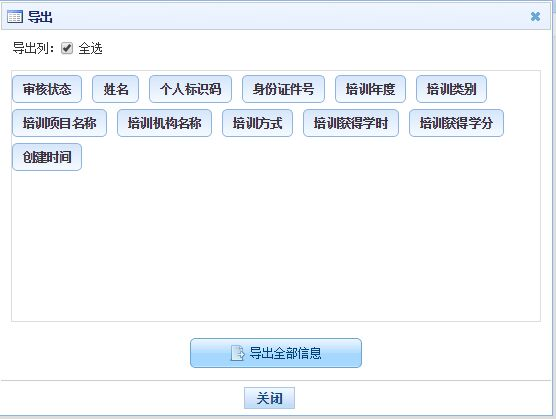 导出
导出列: 全选
审核状态 姓名 个人标识码 身份证件号 培训年度 培训类别
培训项目名称 培训机构名称 培训方式 培训获得学时 培训获得学分
创建时间
导出全部信息
关闭